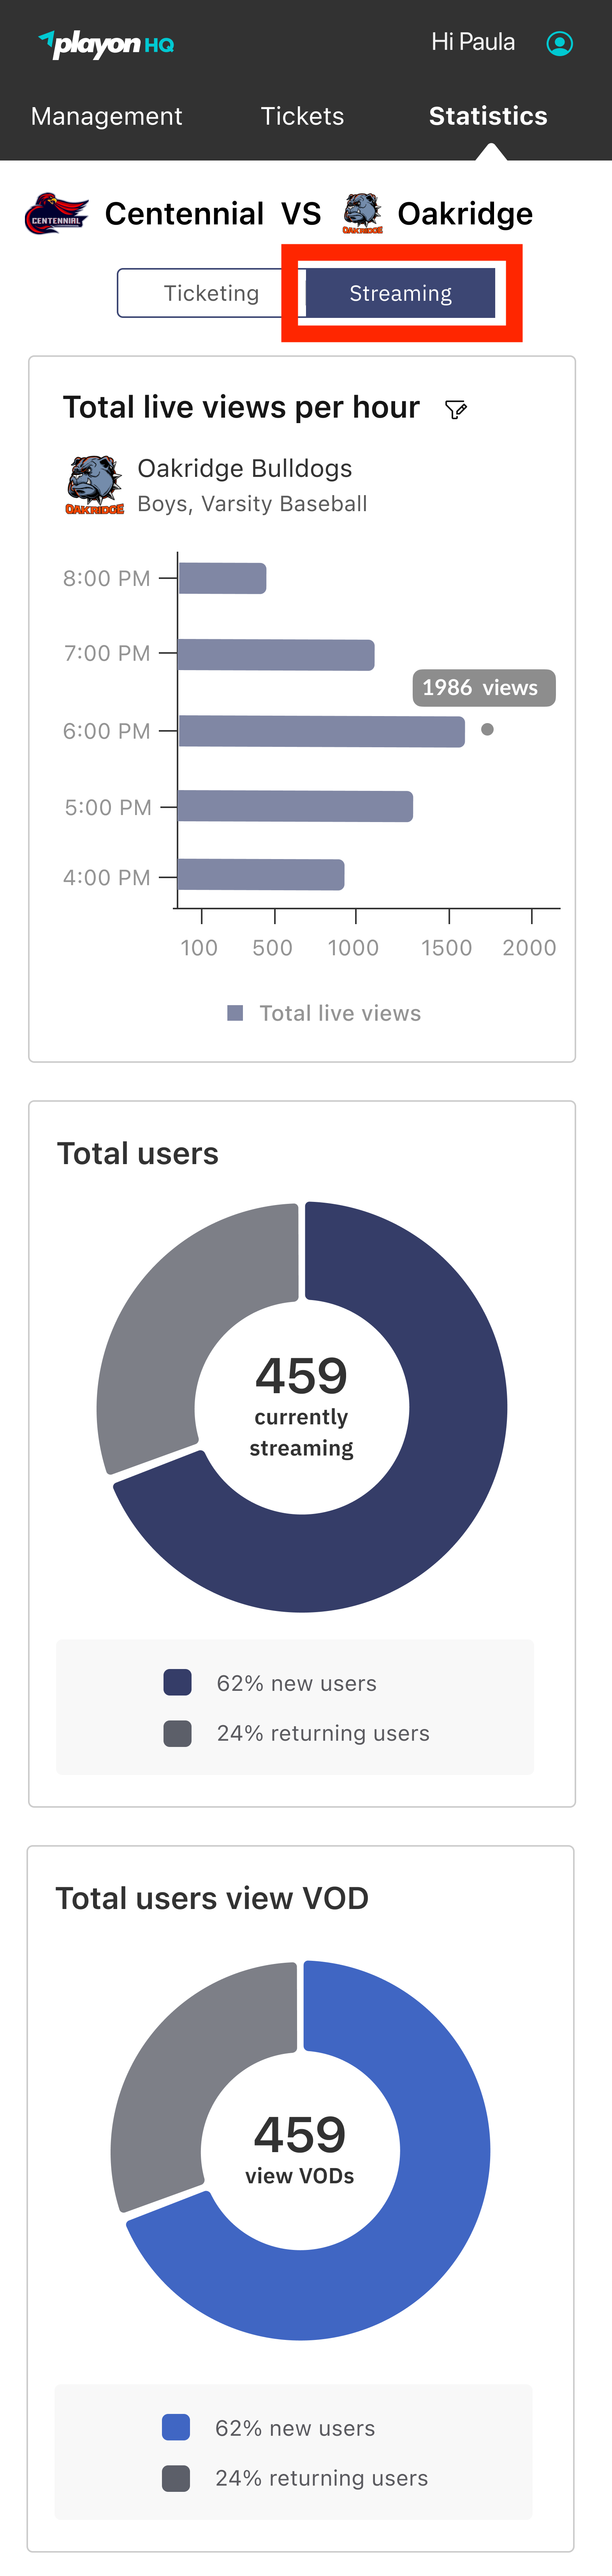 playon HQ
Hi Paula
Management Tickets Statistics
CENTENNIAL Centennial VS OAKRIDGE Oakridge
Ticketing Streaming
Total live views per hour
Oakridge Bulldogs
OAKRIDGE Boys, Varsity Baseball
8:00 PM
7:00 PM
1986 views
6:00 PM
5:00 PM
4:00 PM
100 500 1000 1500 2000
Total live views
Total users
459
currently
streaming
62% new users
24% returning users
Total users view VOD
459
view VODs
62% new users
24% returning users